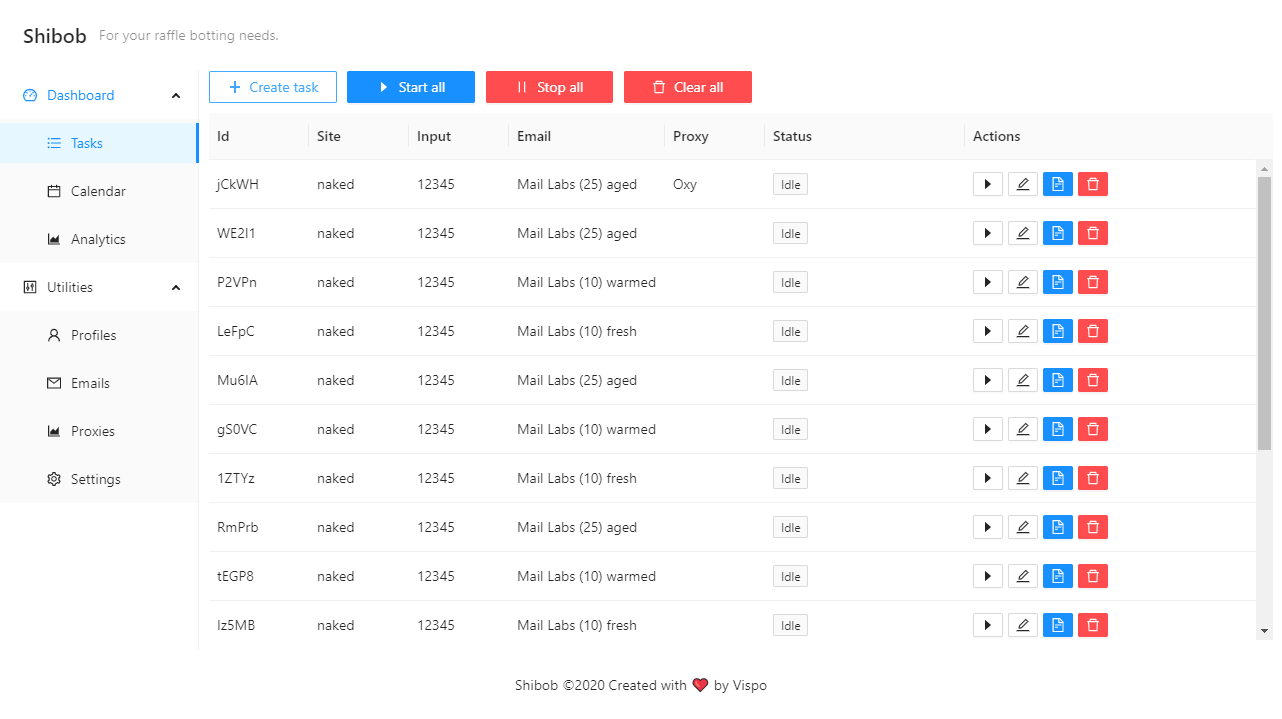 Shibob For your raffle botting needs.
Dashboard
Tasks
Calendar
Analytics
Utilities
Profiles
Emails
Proxies
Settings
Create task Start all Stop all Clear all
Id Site Input Email Proxy Status Actions
jCkWH naked 12345 Mail Labs (25) aged Oxy Idle
WE2I1 naked 12345 Mail Labs (25) aged Idle
P2VPn naked 12345 Mail Labs (10) warmed Idle
LeFpC naked 12345 Mail Labs (10) fresh Idle
Mu6IA naked 12345 Mail Labs (25) aged Idle
gS0VC naked 12345 Mail Labs (10) warmed Idle
1ZTYz naked 12345 Mail Labs (10) fresh Idle
RmPrb naked 12345 Mail Labs (25) aged Idle
tEGP8 naked 12345 Mail Labs (10) warmed Idle
Iz5MB naked 12345 Mail Labs (10) fresh Idle
Shibob ©2020 Created with ❤ by Vispo